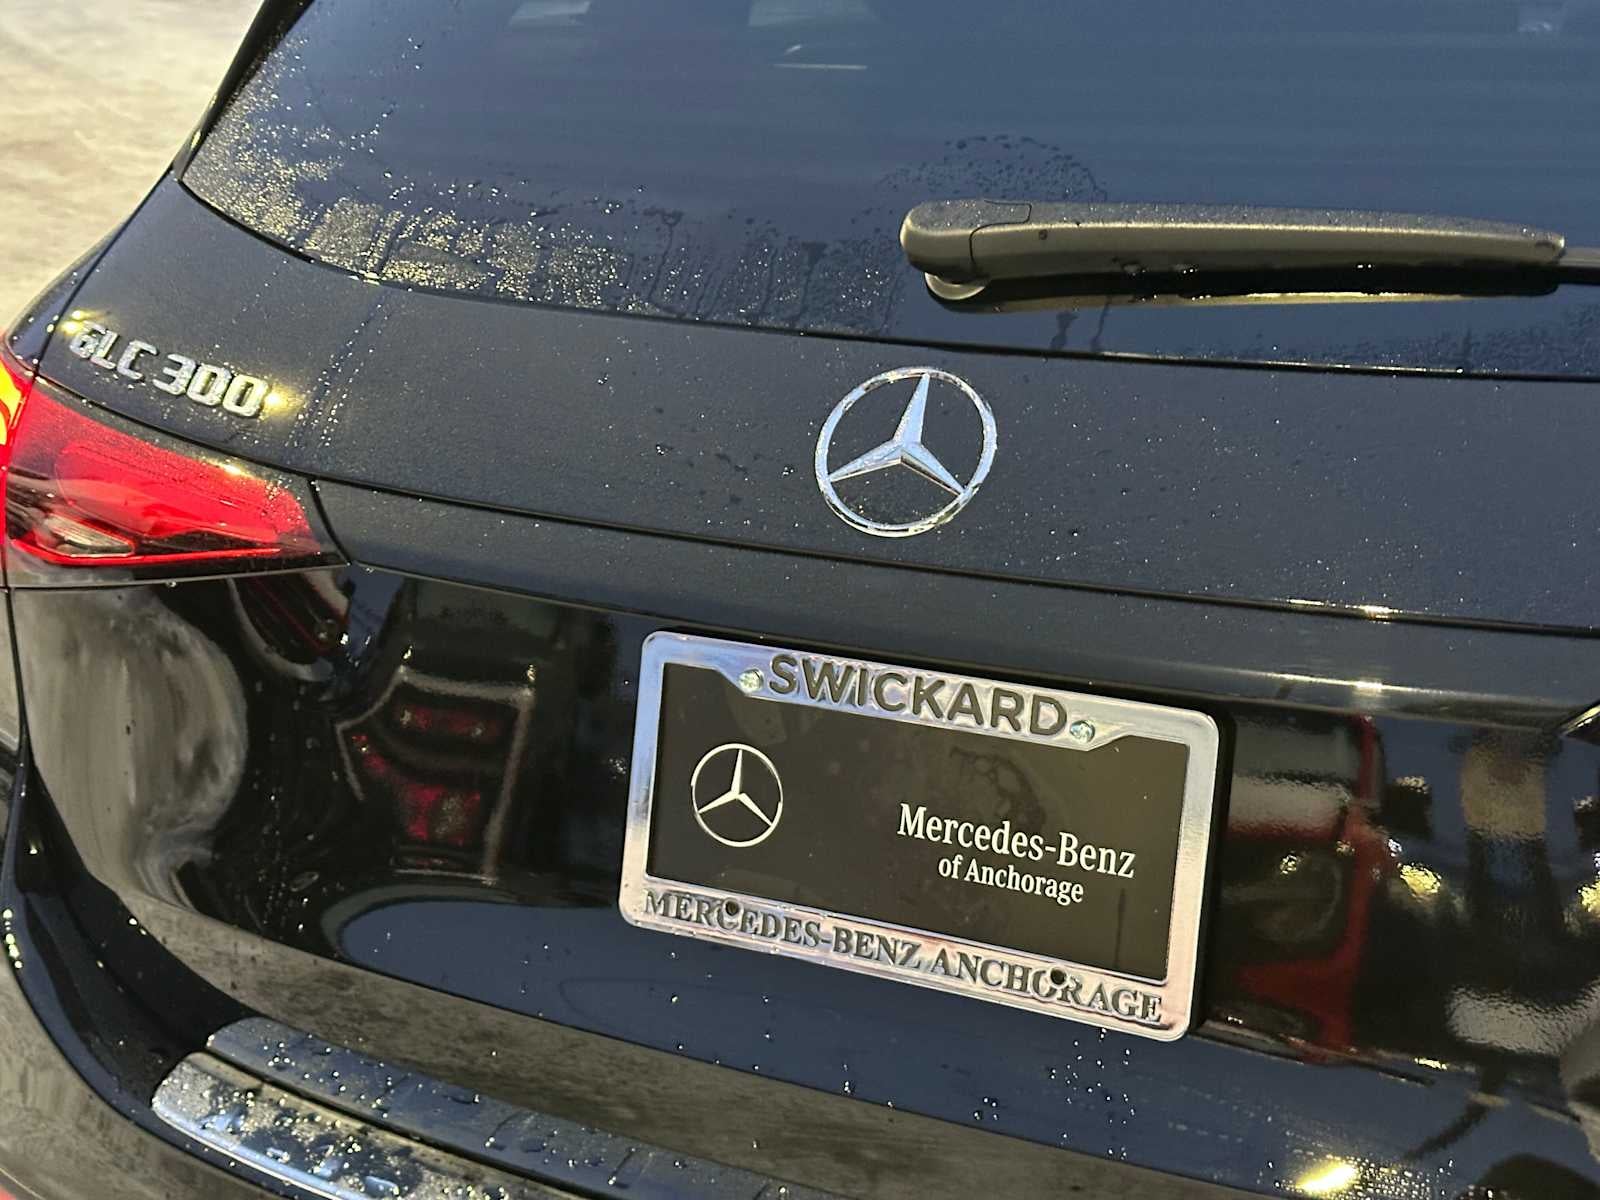 GLC 300
SWICKARD
Mercedes-Benz
of Anchorage
MERCEDES-BENZ ANCHORAGE